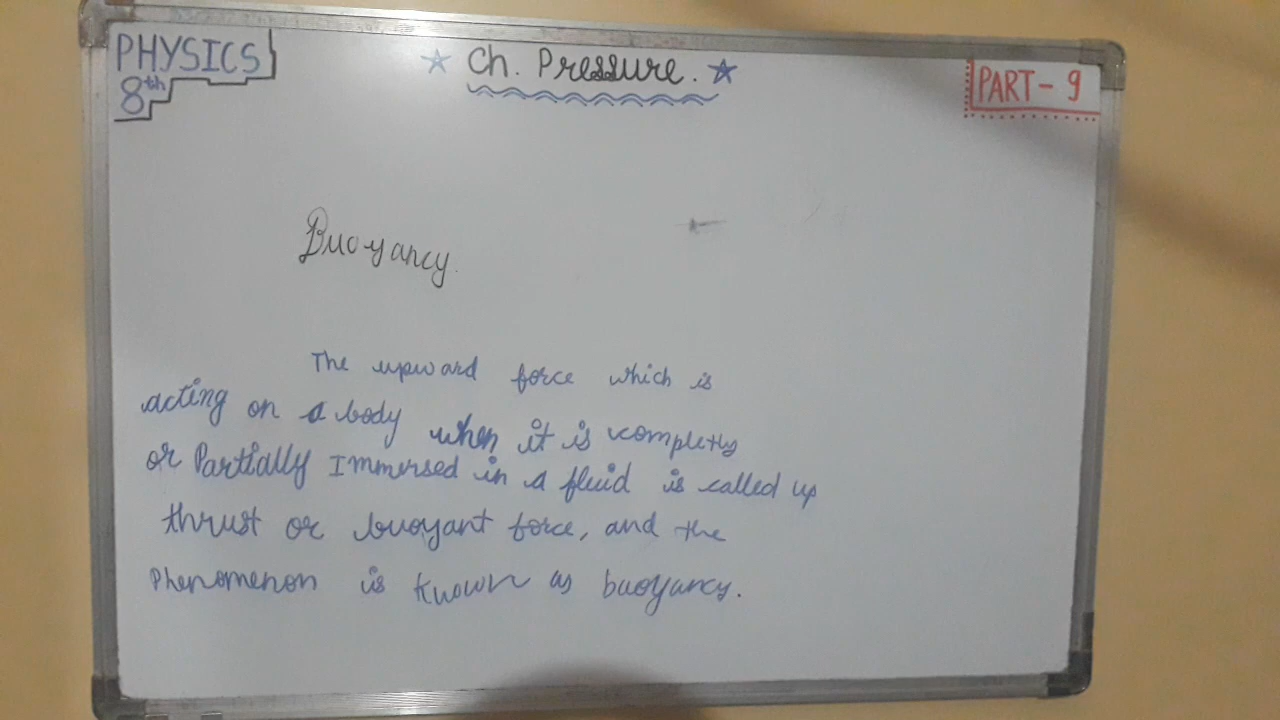 PHYSICS
8th
Ch. Pressure.
PART - 9
Buoyancy.
The upward force which is
acting on a body when it is completly
or Partially Immersed in a fluid is called up
thrust or buoyant force, and the
Phenomenon is known as buoyancy.